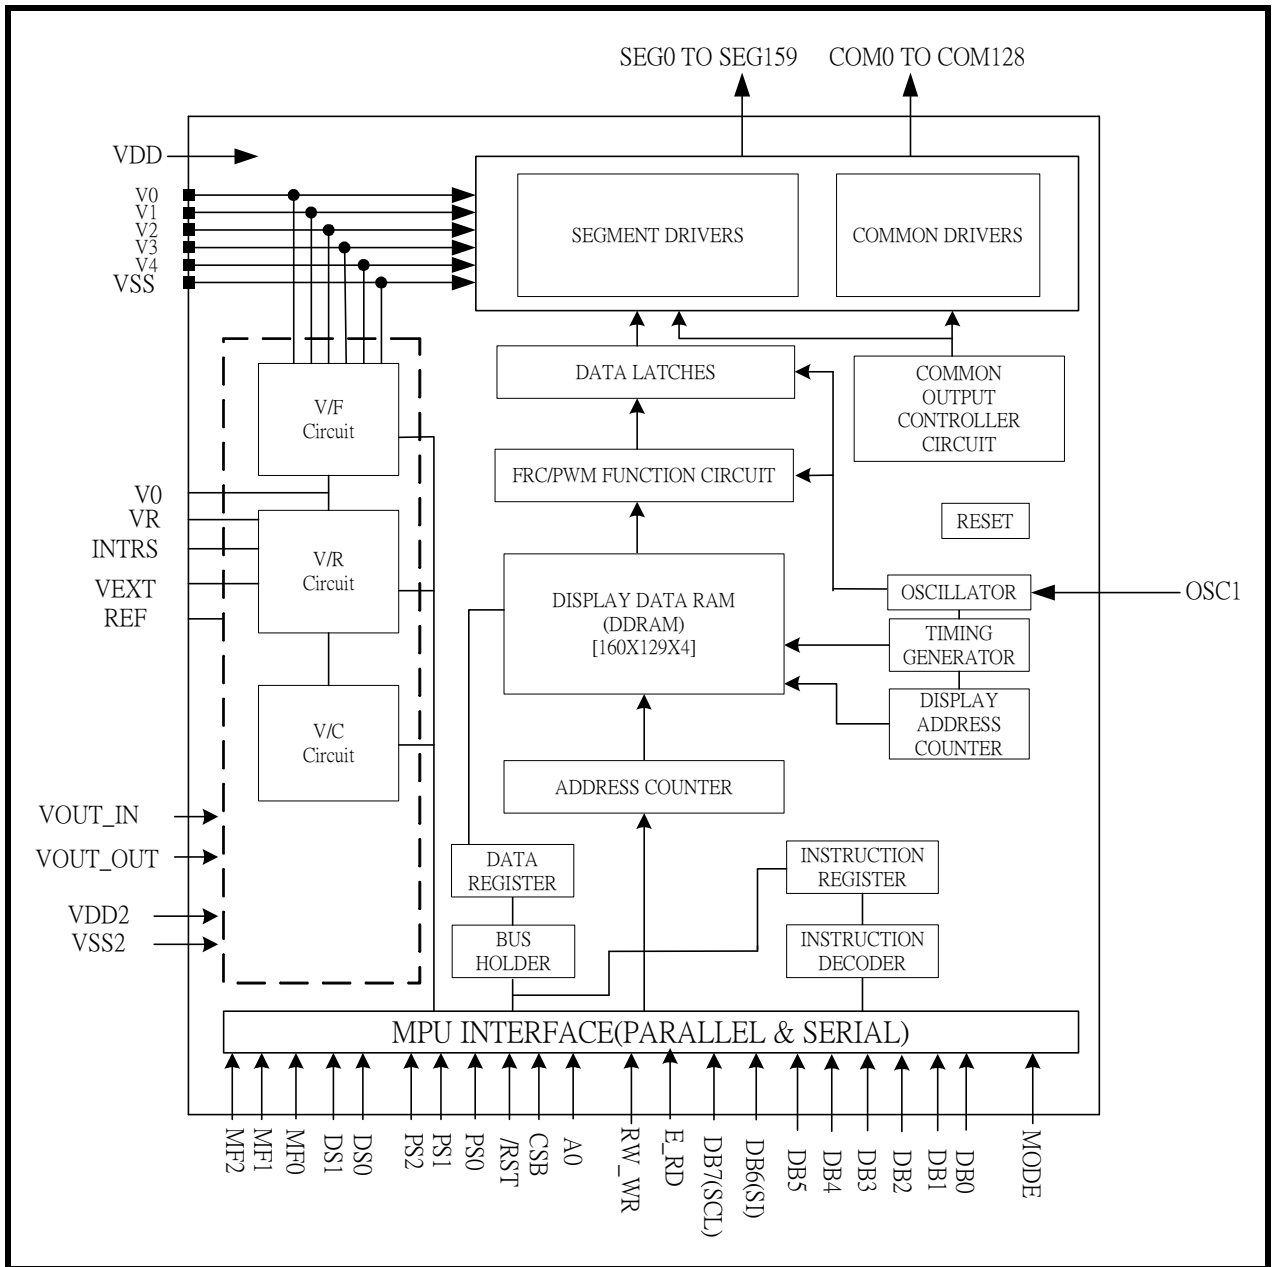 SEG0 TO SEG159
COM0 TO COM128
VDD
V0
V1
V2
V3
V4
VSS
SEGMENT DRIVERS
COMMON DRIVERS
DATA LATCHES
COMMON
OUTPUT
CONTROLLER
CIRCUIT
V/F
Circuit
FRC/PWM FUNCTION CIRCUIT
V0
VR
INTRS
VEXT
REF
V/R
Circuit
RESET
DISPLAY DATA RAM
(DDRAM)
[160X129X4]
OSCILLATOR
OSC1
TIMING
GENERATOR
DISPLAY
ADDRESS
COUNTER
V/C
Circuit
ADDRESS COUNTER
VOUT_IN
VOUT_OUT
VDD2
VSS2
DATA
REGISTER
INSTRUCTION
REGISTER
BUS
HOLDER
INSTRUCTION
DECODER
MPU INTERFACE(PARALLEL & SERIAL)
MF2
MF1
MF0
DS1
DS0
PS2
PS1
PS0
/RST
CSB
A0
RW_WR
E_RD
DB7(SCL)
DB6(SI)
DB5
DB4
DB3
DB2
DB1
DB0
MODE